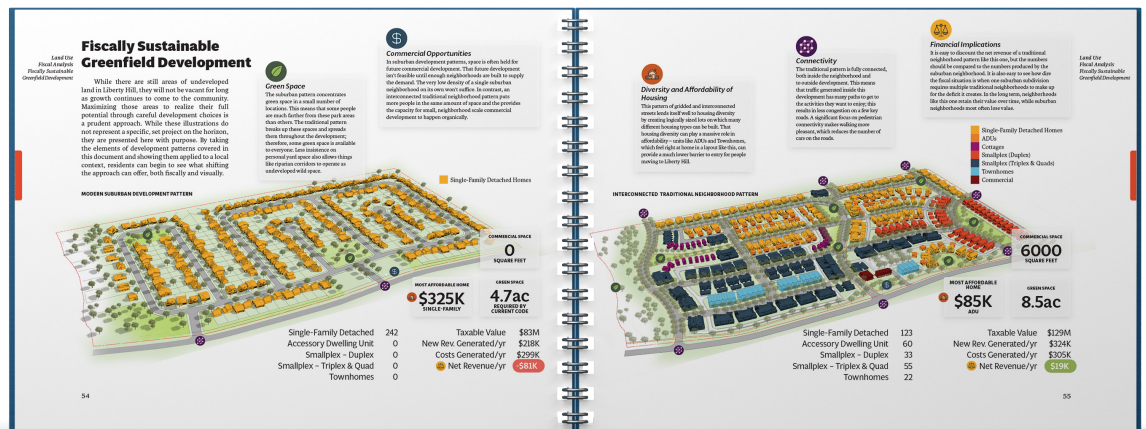 Land Use
Fiscal Analysis
Fiscally Sustainable
Greenfield Development
Fiscally Sustainable
Greenfield Development
While there are still areas of undeveloped
land in Liberty Hill, they will not be vacant for long
as growth continues to come to the community.
Maximizing those areas to realize their full
potential through careful development choices is
a prudent approach. While these illustrations do
not represent a specific, set project on the horizon,
they are presented here with purpose. By taking
the elements of development patterns covered in
this document and showing them applied to a local
context, residents can begin to see what shifting
the approach can offer, both fiscally and visually.
Green Space
The suburban pattern concentrates
green space in a small number of
locations. This means that some people
are much farther from these park areas
than others. The traditional pattern
breaks up these spaces and spreads
them throughout the development;
therefore, some green space is available
to everyone. Less insistence on
personal yard space also allows things
like riparian corridors to operate as
undeveloped wild space.
Commercial Opportunities
In suburban development patterns, space is often held for
future commercial development. That future development
isn't feasible until enough neighborhoods are built to supply
the demand. The very low density of a single suburban
neighborhood on its own won't suffice. In contrast, an
interconnected traditional neighborhood pattern puts
more people in the same amount of space and the provides
the capacity for small, neighborhood scale commercial
development to happen organically.
Single-Family Detached Homes
MODERN SUBURBAN DEVELOPMENT PATTERN
COMMERCIAL SPACE
0
SQUARE FEET
MOST AFFORDABLE HOME
$325K
SINGLE-FAMILY
GREEN SPACE
4.7ac
REQUIRED BY
CURRENT CODE
Single-Family Detached 242
Accessory Dwelling Unit 0
Smallplex – Duplex 0
Smallplex – Triplex & Quad 0
Townhomes 0
Taxable Value $83M
New Rev. Generated/yr $218K
Costs Generated/yr $299K
Net Revenue/yr -$81K
54
Diversity and Affordability of
Housing
This pattern of gridded and interconnected
streets lends itself well to housing diversity
by creating logically sized lots on which many
different housing types can be built. That
housing diversity can play a massive role in
affordability – units like ADUs and Townhomes,
which feel right at home in a layout like this, can
provide a much lower barrier to entry for people
moving to Liberty Hill.
Connectivity
The traditional pattern is fully connected,
both inside the neighborhood and
to outside development. This means
that traffic generated inside this
development has many paths to get to
the activities they want to enjoy; this
results in less congestion on a few key
roads. A significant focus on pedestrian
connectivity makes walking more
pleasant, which reduces the number of
cars on the roads.
Financial Implications
It is easy to discount the net revenue of a traditional
neighborhood pattern like this one, but the numbers
should be compared to the numbers produced by the
suburban neighborhood. It is also easy to see how dire
the fiscal situation is when one suburban subdivision
requires multiple traditional neighborhoods to make up
for the deficit it creates. In the long term, neighborhoods
like this one retain their value over time, while suburban
neighborhoods most often lose value.
Land Use
Fiscal Analysis
Fiscally Sustainable
Greenfield Development
Single-Family Detached Homes
ADUs
Cottages
Smallplex (Duplex)
Smallplex (Triplex & Quads)
Townhomes
Commercial
INTERCONNECTED TRADITIONAL NEIGHBORHOOD PATTERN
COMMERCIAL SPACE
6000
SQUARE FEET
MOST AFFORDABLE
HOME
$85K
ADU
GREEN SPACE
8.5ac
Single-Family Detached 123
Accessory Dwelling Unit 60
Smallplex – Duplex 33
Smallplex – Triplex & Quad 55
Townhomes 22
Taxable Value $129M
New Rev. Generated/yr $324K
Costs Generated/yr $305K
Net Revenue/yr $19K
55